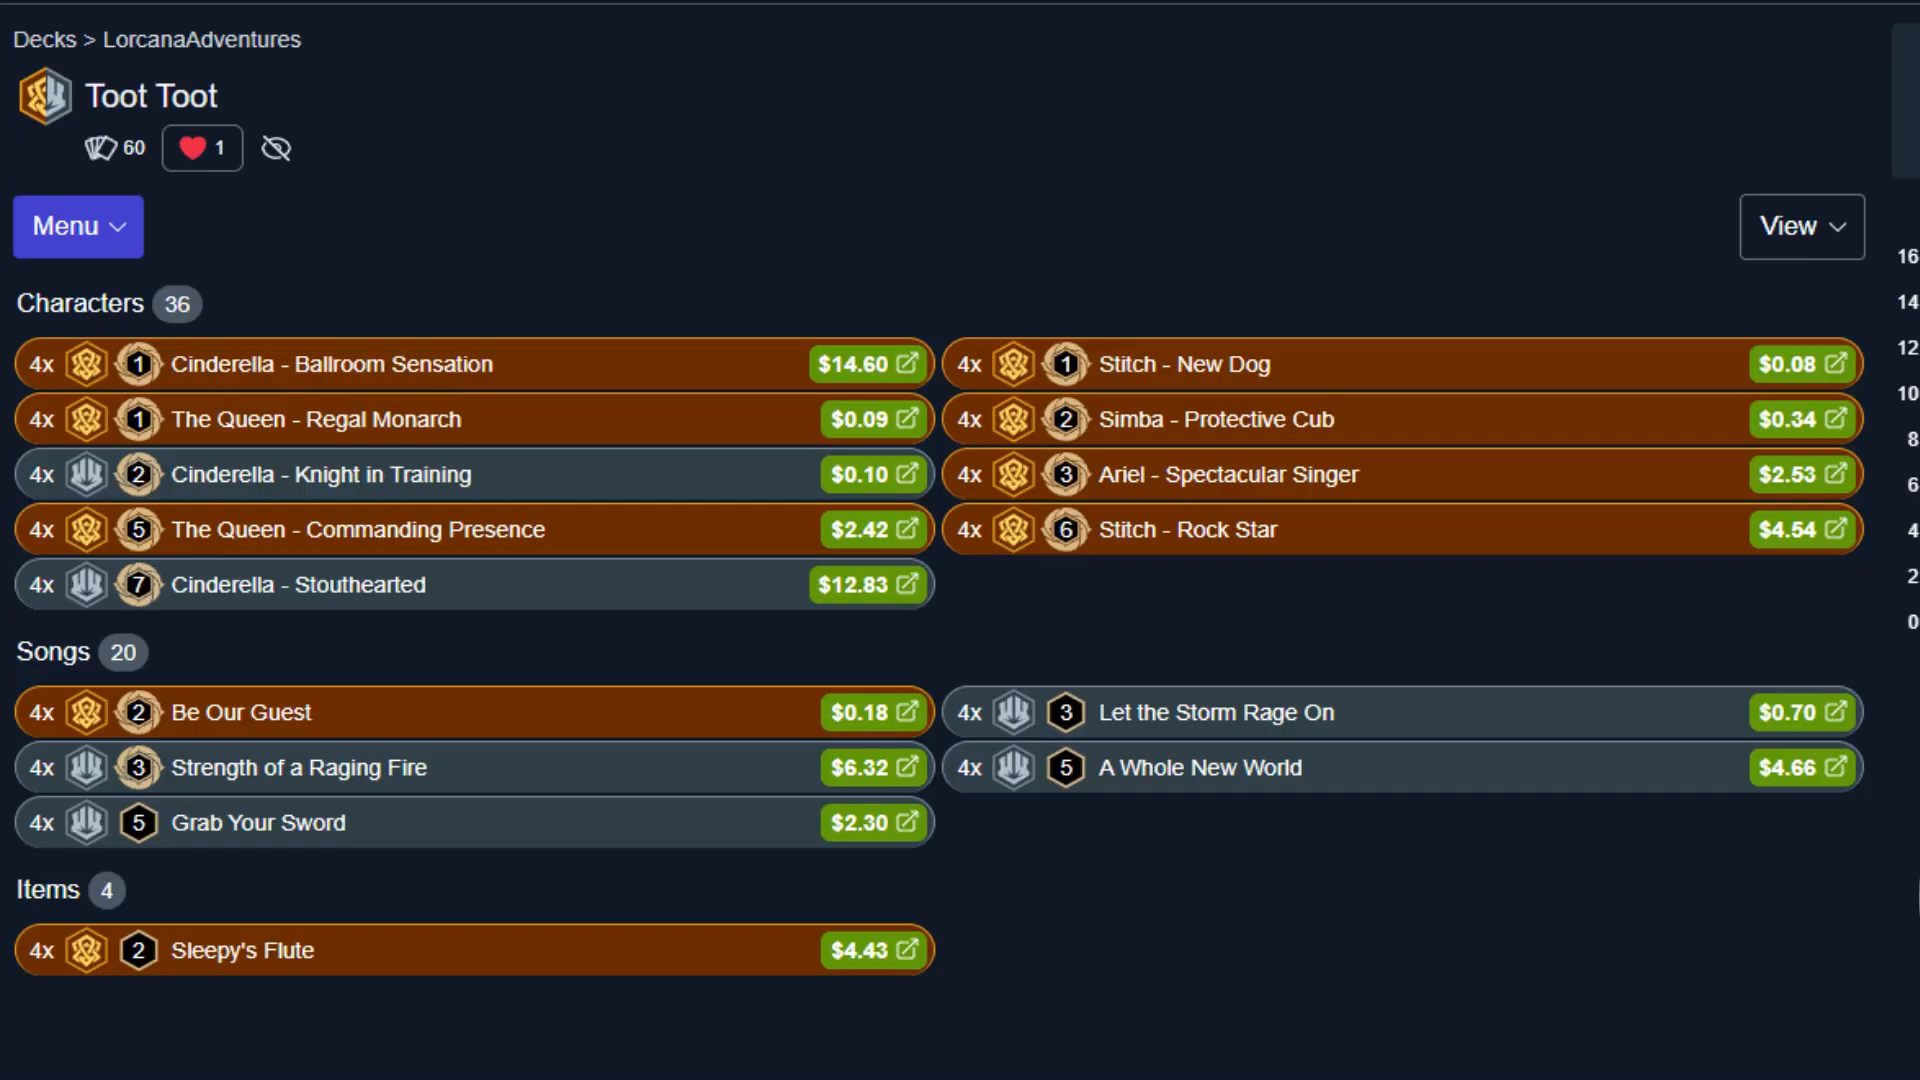 Decks > LorcanaAdventures
Toot Toot
60 1
Menu View
16
14
12
10
8
6
4
2
0
Characters 36
4x 1 Cinderella - Ballroom Sensation $14.60
4x 1 Stitch - New Dog $0.08
4x 1 The Queen - Regal Monarch $0.09
4x 2 Simba - Protective Cub $0.34
4x 2 Cinderella - Knight in Training $0.10
4x 3 Ariel - Spectacular Singer $2.53
4x 5 The Queen - Commanding Presence $2.42
4x 6 Stitch - Rock Star $4.54
4x 7 Cinderella - Stouthearted $12.83
Songs 20
4x 2 Be Our Guest $0.18
4x 3 Let the Storm Rage On $0.70
4x 3 Strength of a Raging Fire $6.32
4x 5 A Whole New World $4.66
4x 5 Grab Your Sword $2.30
Items 4
4x 2 Sleepy's Flute $4.43